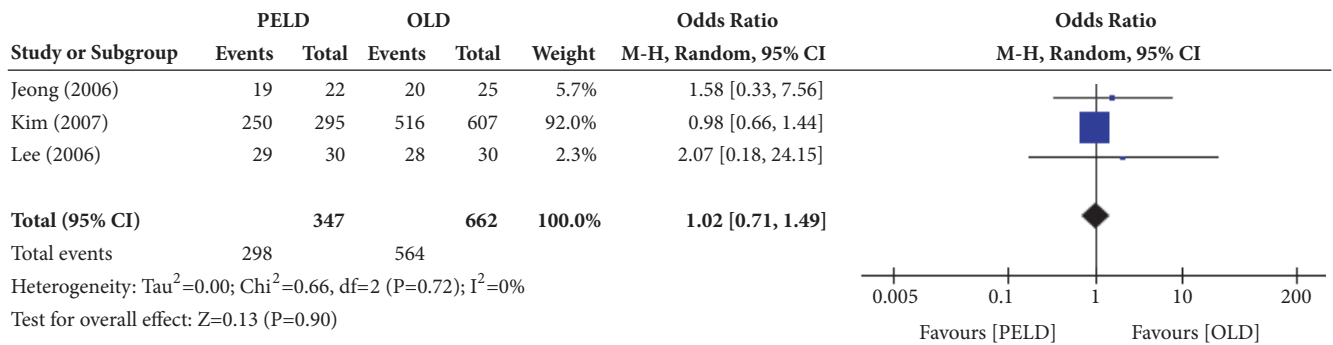 PELD OLD Odds Ratio Odds Ratio
Study or Subgroup Events Total Events Total Weight M-H, Random, 95% CI M-H, Random, 95% CI
Jeong (2006) 19 22 20 25 5.7% 1.58 [0.33, 7.56]
Kim (2007) 250 295 516 607 92.0% 0.98 [0.66, 1.44]
Lee (2006) 29 30 28 30 2.3% 2.07 [0.18, 24.15]
Total (95% CI) 347 662 100.0% 1.02 [0.71, 1.49]
Total events 298 564
Heterogeneity: Tau²=0.00; Chi²=0.66, df=2 (P=0.72); I²=0%
Test for overall effect: Z=0.13 (P=0.90)
0.005 0.1 1 10 200
Favours [PELD] Favours [OLD]